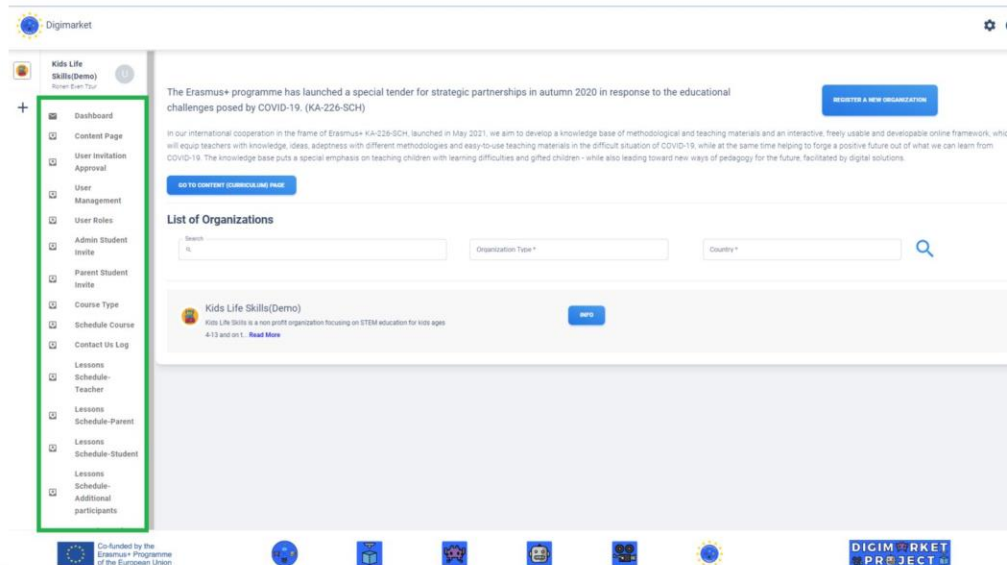 Digimarket
Kids Life
Skills(Demo)
U
Ronen Even Tzur
Dashboard
Content Page
User Invitation
Approval
User
Management
User Roles
Admin Student
Invite
Parent Student
Invite
Course Type
Schedule Course
Contact Us Log
Lessons
Schedule-
Teacher
Lessons
Schedule-Parent
Lessons
Schedule-Student
Lessons
Schedule-
Additional
participants
The Erasmus+ programme has launched a special tender for strategic partnerships in autumn 2020 in response to the educational
challenges posed by COVID-19. (KA-226-SCH)
REGISTER A NEW ORGANIZATION
In our international cooperation in the frame of Erasmus+ KA-226-SCH, launched in May 2021, we aim to develop a knowledge base of methodological and teaching materials and an interactive, freely usable and developable online framework, whic
will equip teachers with knowledge, ideas, adeptness with different methodologies and easy-to-use teaching materials in the difficult situation of COVID-19, while at the same time helping to forge a positive future out of what we can learn from
COVID-19. The knowledge base puts a special emphasis on teaching children with learning difficulties and gifted children - while also leading toward new ways of pedagogy for the future, facilitated by digital solutions.
GO TO CONTENT (CURRICULUM) PAGE
List of Organizations
Search
Organization Type *
Country *
Kids Life Skills(Demo)
Kids Life Skills is a non profit organization focusing on STEM education for kids ages
4-13 and on t... Read More
INFO
Co-funded by the
Erasmus+ Programme
of the European Union
DIGIMARKET
PROJECT